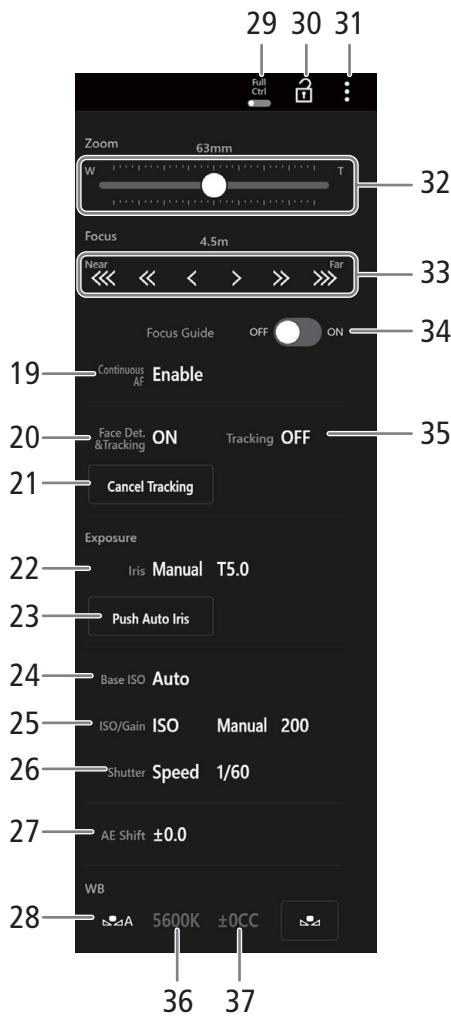 29 30 31
Full
Ctrl
Zoom
63mm
W T
32
Focus
4.5m
Near Far
33
Focus Guide OFF ON 34
19 Continuous
AF Enable
20 Face Det.
&Tracking ON Tracking OFF 35
21 Cancel Tracking
Exposure
22 Iris Manual T5.0
23 Push Auto Iris
24 Base ISO Auto
25 ISO/Gain ISO Manual 200
26 Shutter Speed 1/60
27 AE Shift ±0.0
WB
28 A 5600K ±0CC
36 37